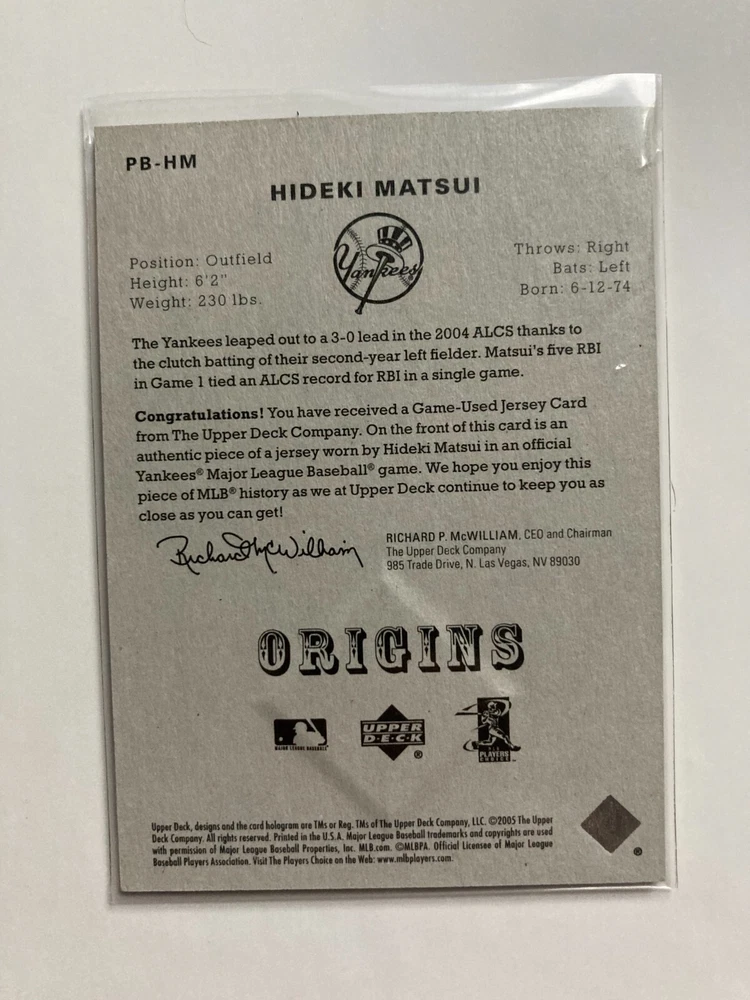 PB-HM
HIDEKI MATSUI
Yankees
Position: Outfield
Height: 6'2"
Weight: 230 lbs.
Throws: Right
Bats: Left
Born: 6-12-74
The Yankees leaped out to a 3-0 lead in the 2004 ALCS thanks to
the clutch batting of their second-year left fielder. Matsui's five RBI
in Game 1 tied an ALCS record for RBI in a single game.
Congratulations! You have received a Game-Used Jersey Card
from The Upper Deck Company. On the front of this card is an
authentic piece of a jersey worn by Hideki Matsui in an official
Yankees® Major League Baseball® game. We hope you enjoy this
piece of MLB® history as we at Upper Deck continue to keep you as
close as you can get!
Richard P. McWilliam
RICHARD P. McWILLIAM, CEO and Chairman
The Upper Deck Company
985 Trade Drive, N. Las Vegas, NV 89030
ORIGINS
MAJOR LEAGUE BASEBALL
UPPER
D·E·C·K
®
PLAYERS
CHOICE
Upper Deck, designs and the card hologram are TMs or Reg. TMs of The Upper Deck Company, LLC. ©2005 The Upper
Deck Company. All rights reserved. Printed in the U.S.A. Major League Baseball trademarks and copyrights are used
with permission of Major League Baseball Properties, Inc. MLB.com. ©MLBPA. Official Licensee of Major League
Baseball Players Association. Visit The Players Choice on the Web: www.mlbplayers.com.
®